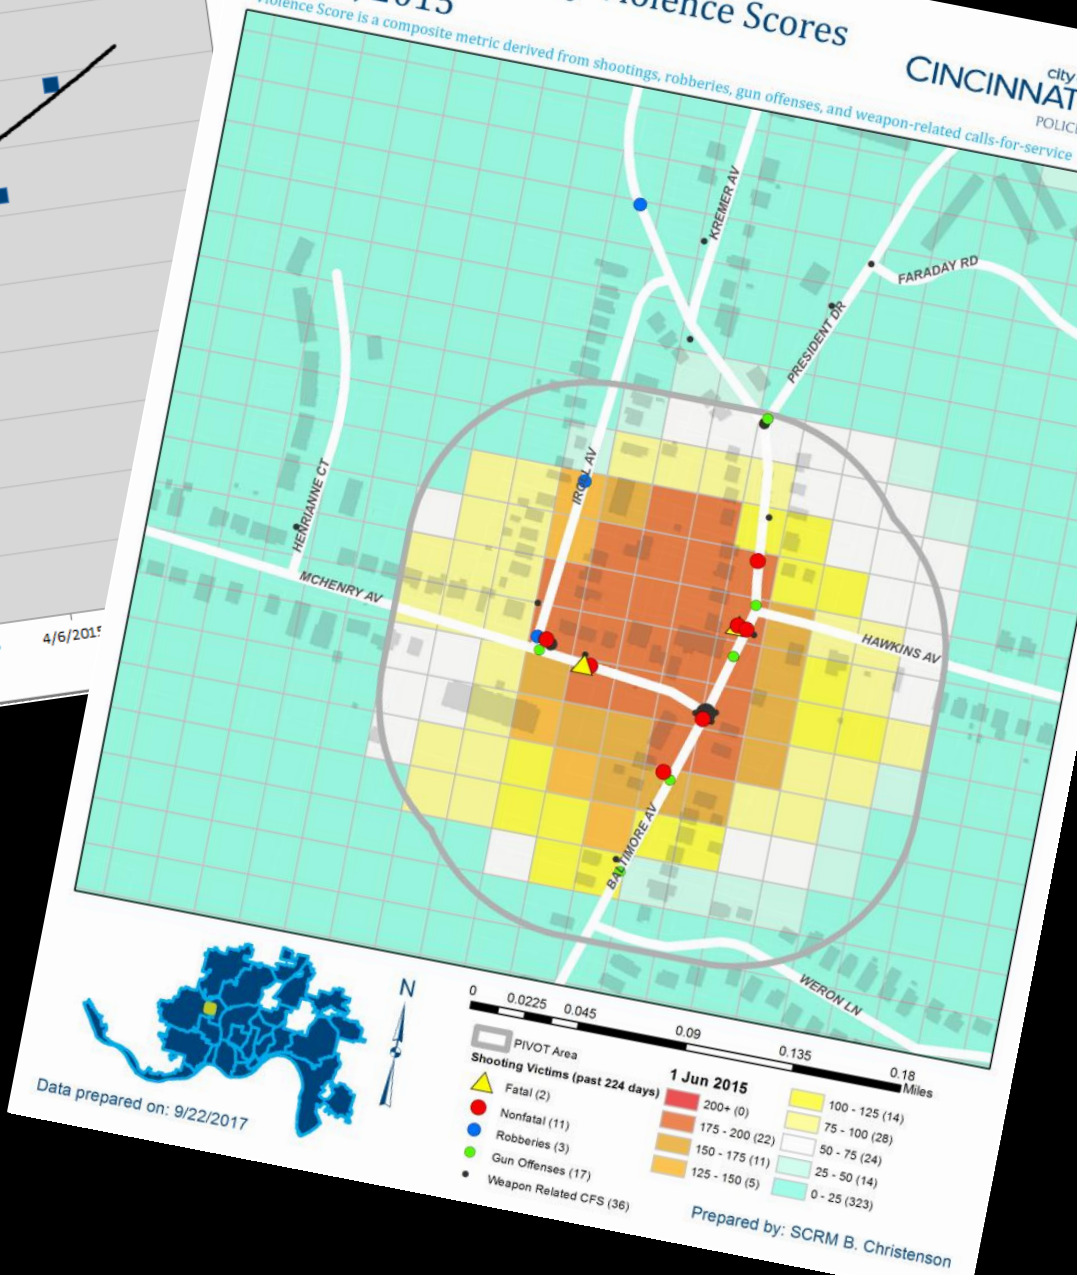 Violence Scores
/2015
Violence Score is a composite metric derived from shootings, robberies, gun offenses, and weapon-related calls-for-service
city
CINCINNAT
POLIC
KREMER AV
FARADAY RD
PRESIDENT DR
HENRIANNE CT
MCHENRY AV
HAWKINS AV
BALTIMORE AV
WERON LN
4/6/2015
N
0 0.0225 0.045 0.09 0.135 0.18
Miles
PIVOT Area
Shooting Victims (past 224 days)
Fatal (2)
Nonfatal (11)
Robberies (3)
Gun Offenses (17)
Weapon Related CFS (36)
1 Jun 2015
200+ (0)
175 - 200 (22)
150 - 175 (11)
125 - 150 (5)
100 - 125 (14)
75 - 100 (28)
50 - 75 (24)
25 - 50 (14)
0 - 25 (323)
Data prepared on: 9/22/2017
Prepared by: SCRM B. Christenson